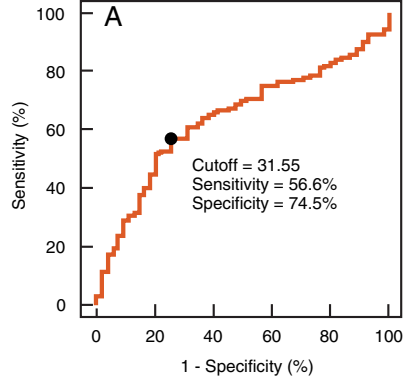 A
100
80
60
40
20
0
Sensitivity (%)
Cutoff = 31.55
Sensitivity = 56.6%
Specificity = 74.5%
0 20 40 60 80 100
1 - Specificity (%)